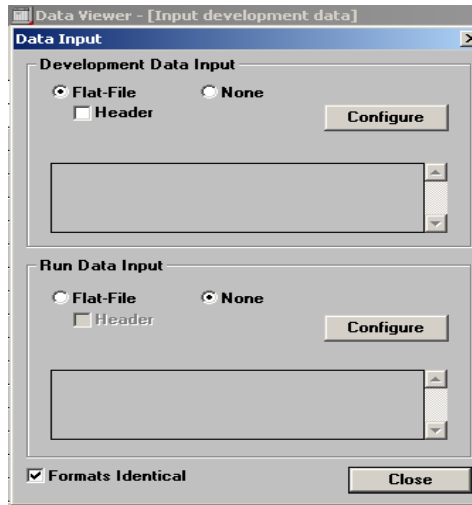 Data Viewer - [Input development data]
Data Input
Development Data Input
Flat-File None
Header
Configure
Run Data Input
Flat-File None
Header
Configure
Formats Identical
Close